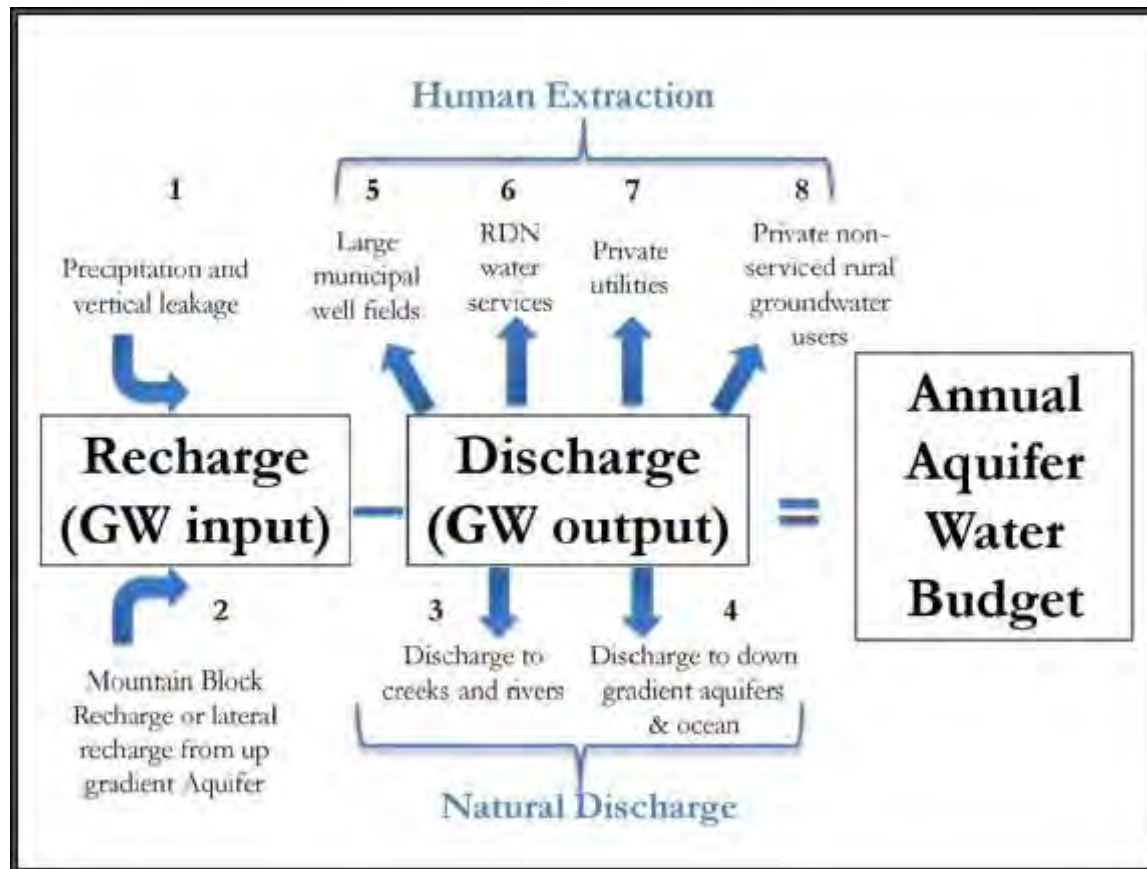 Human Extraction
1
Precipitation and
vertical leakage
5
Large
municipal
well fields
6
RDN
water
services
7
Private
utilities
8
Private non-
serviced rural
groundwater
users
Recharge
(GW input)
–
Discharge
(GW output)
=
Annual
Aquifer
Water
Budget
2
Mountain Block
Recharge or lateral
recharge from up
gradient Aquifer
3
Discharge to
creeks and rivers
4
Discharge to down
gradient aquifers
& ocean
Natural Discharge